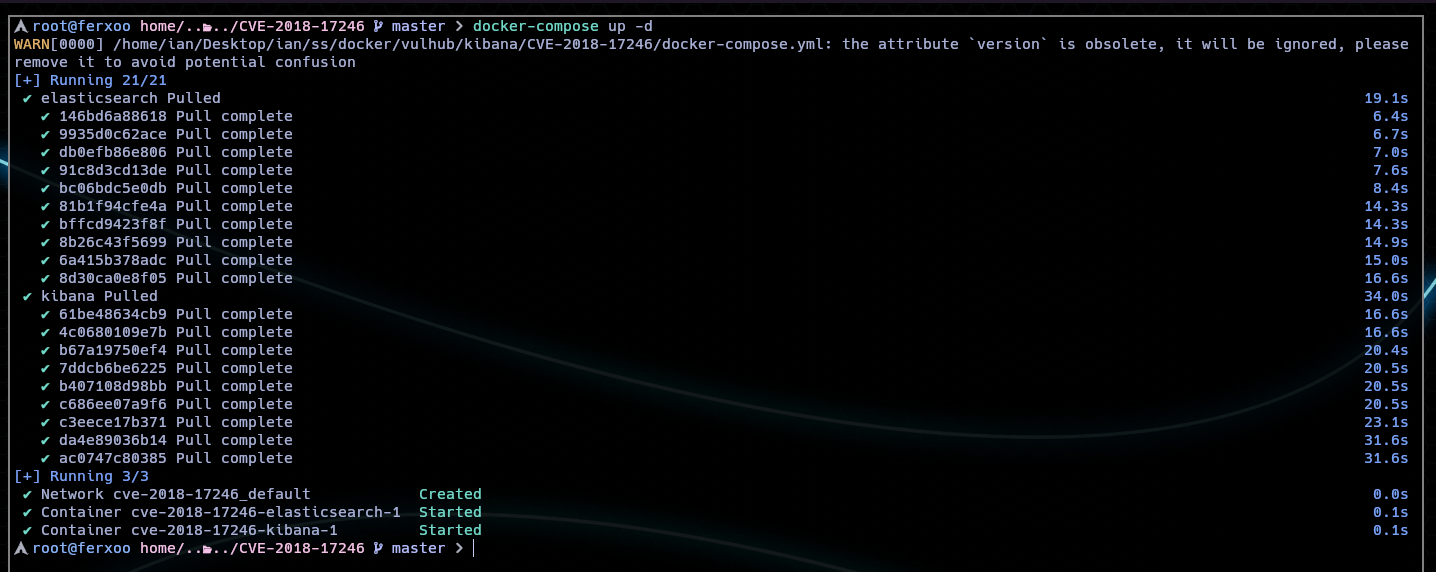 root@ferxoo home/../../CVE-2018-17246 master > docker-compose up -d
WARN[0000] /home/ian/Desktop/ian/ss/docker/vulhub/kibana/CVE-2018-17246/docker-compose.yml: the attribute `version` is obsolete, it will be ignored, please
remove it to avoid potential confusion
[+] Running 21/21
✔ elasticsearch Pulled 19.1s
✔ 146bd6a88618 Pull complete 6.4s
✔ 9935d0c62ace Pull complete 6.7s
✔ db0efb86e806 Pull complete 7.0s
✔ 91c8d3cd13de Pull complete 7.6s
✔ bc06bdc5e0db Pull complete 8.4s
✔ 81b1f94cfe4a Pull complete 14.3s
✔ bffcd9423f8f Pull complete 14.3s
✔ 8b26c43f5699 Pull complete 14.9s
✔ 6a415b378adc Pull complete 15.0s
✔ 8d30ca0e8f05 Pull complete 16.6s
✔ kibana Pulled 34.0s
✔ 61be48634cb9 Pull complete 16.6s
✔ 4c0680109e7b Pull complete 16.6s
✔ b67a19750ef4 Pull complete 20.4s
✔ 7ddcb6be6225 Pull complete 20.5s
✔ b407108d98bb Pull complete 20.5s
✔ c686ee07a9f6 Pull complete 20.5s
✔ c3eece17b371 Pull complete 23.1s
✔ da4e89036b14 Pull complete 31.6s
✔ ac0747c80385 Pull complete 31.6s
[+] Running 3/3
✔ Network cve-2018-17246_default Created 0.0s
✔ Container cve-2018-17246-elasticsearch-1 Started 0.1s
✔ Container cve-2018-17246-kibana-1 Started 0.1s
root@ferxoo home/../../CVE-2018-17246 master >